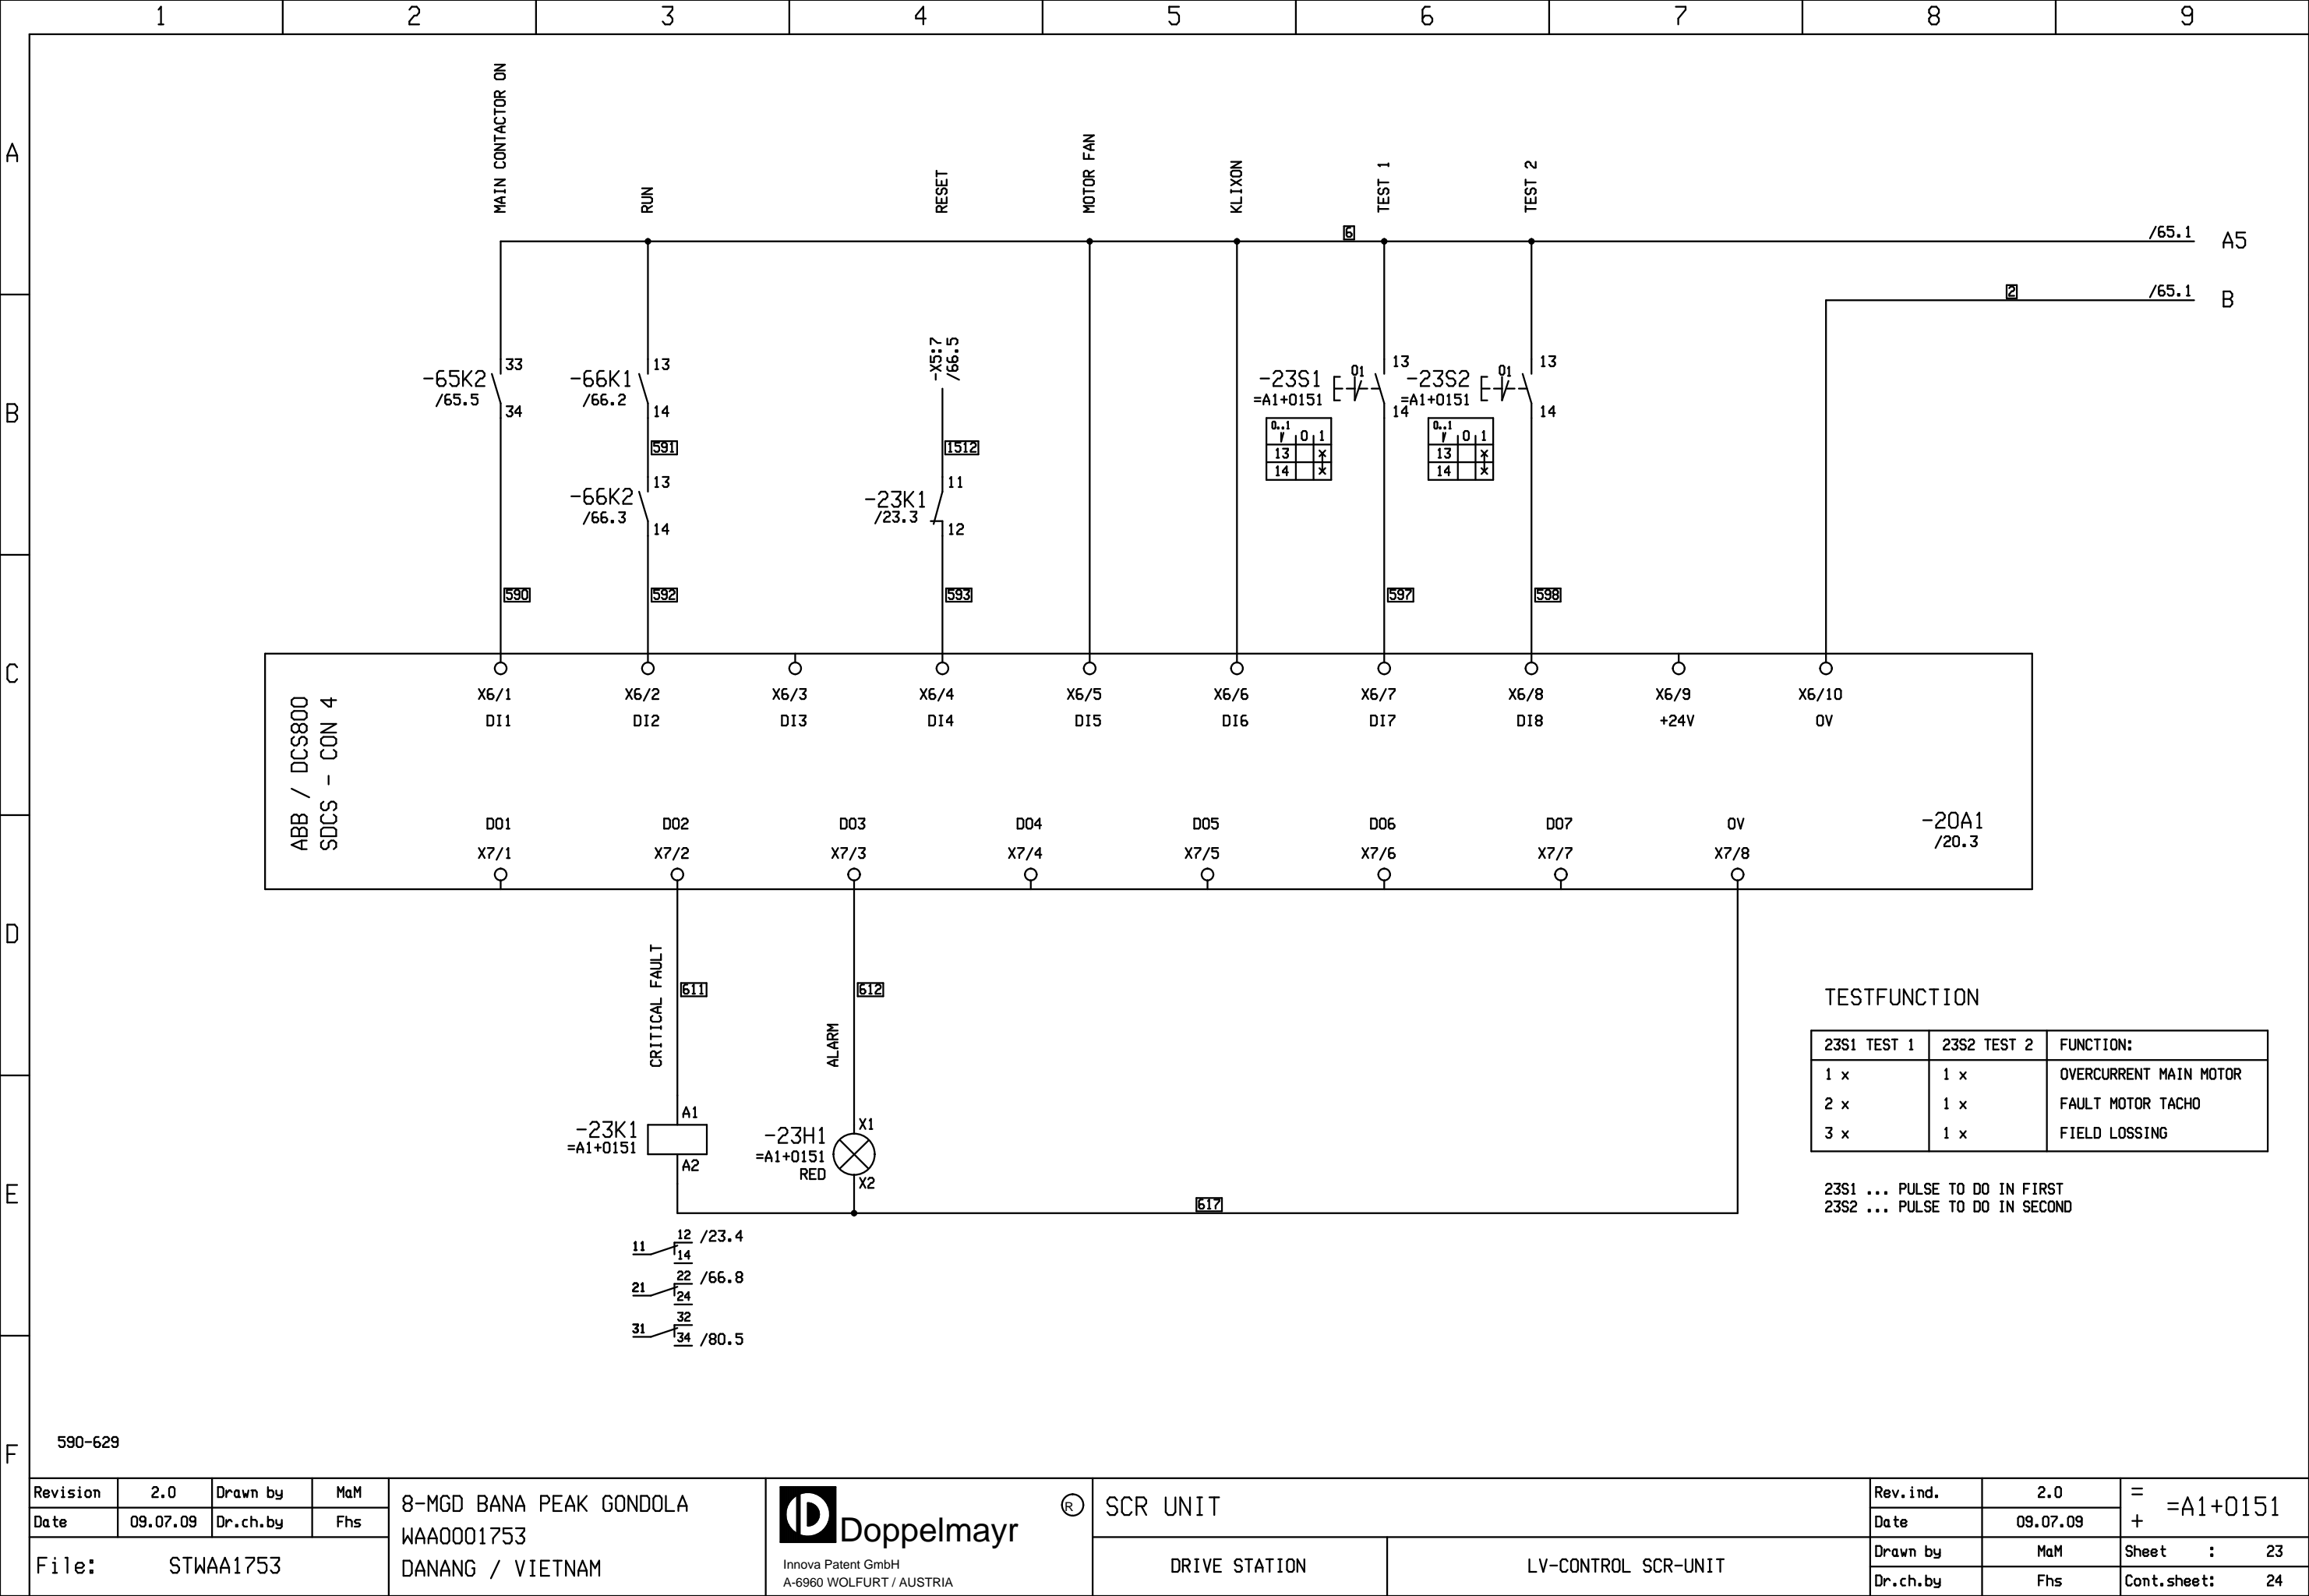 1 2 3 4 5 6 7 8 9
A
B
C
D
E
F
MAIN CONTACTOR ON
RUN
RESET
MOTOR FAN
KLIXON
TEST 1
TEST 2
6
/65.1 A5
2
/65.1 B
-65K2
/65.5
33
34
590
-66K1
/66.2
13
14
591
-66K2
/66.3
13
14
592
-X5:7
/66.5
1512
-23K1
/23.3
11
12
593
-23S1
=A1+0151
01
13
14
0..1 0 1
13 x
14 x
597
-23S2
=A1+0151
01
13
14
0..1 0 1
13 x
14 x
598
ABB / DCS800
SDCS - CON 4
X6/1 X6/2 X6/3 X6/4 X6/5 X6/6 X6/7 X6/8 X6/9 X6/10
DI1 DI2 DI3 DI4 DI5 DI6 DI7 DI8 +24V 0V
DO1 DO2 DO3 DO4 DO5 DO6 DO7 0V
X7/1 X7/2 X7/3 X7/4 X7/5 X7/6 X7/7 X7/8
-20A1
/20.3
CRITICAL FAULT
611
ALARM
612
-23K1
=A1+0151
A1
A2
-23H1
=A1+0151
RED
X1
X2
617
11 12 /23.4
14
21 22 /66.8
24
31 32
34 /80.5
TESTFUNCTION
23S1 TEST 1 23S2 TEST 2 FUNCTION:
1 x 1 x OVERCURRENT MAIN MOTOR
2 x 1 x FAULT MOTOR TACHO
3 x 1 x FIELD LOSSING
23S1 ... PULSE TO DO IN FIRST
23S2 ... PULSE TO DO IN SECOND
590-629
Revision 2.0 Drawn by MaM
Date 09.07.09 Dr.ch.by Fhs
File: STWAA1753
8-MGD BANA PEAK GONDOLA
WAA0001753
DANANG / VIETNAM
Doppelmayr
®
Innova Patent GmbH
A-6960 WOLFURT / AUSTRIA
SCR UNIT
DRIVE STATION
LV-CONTROL SCR-UNIT
Rev.ind. 2.0
Date 09.07.09
Drawn by MaM
Dr.ch.by Fhs
=
+
=A1+0151
Sheet : 23
Cont.sheet: 24